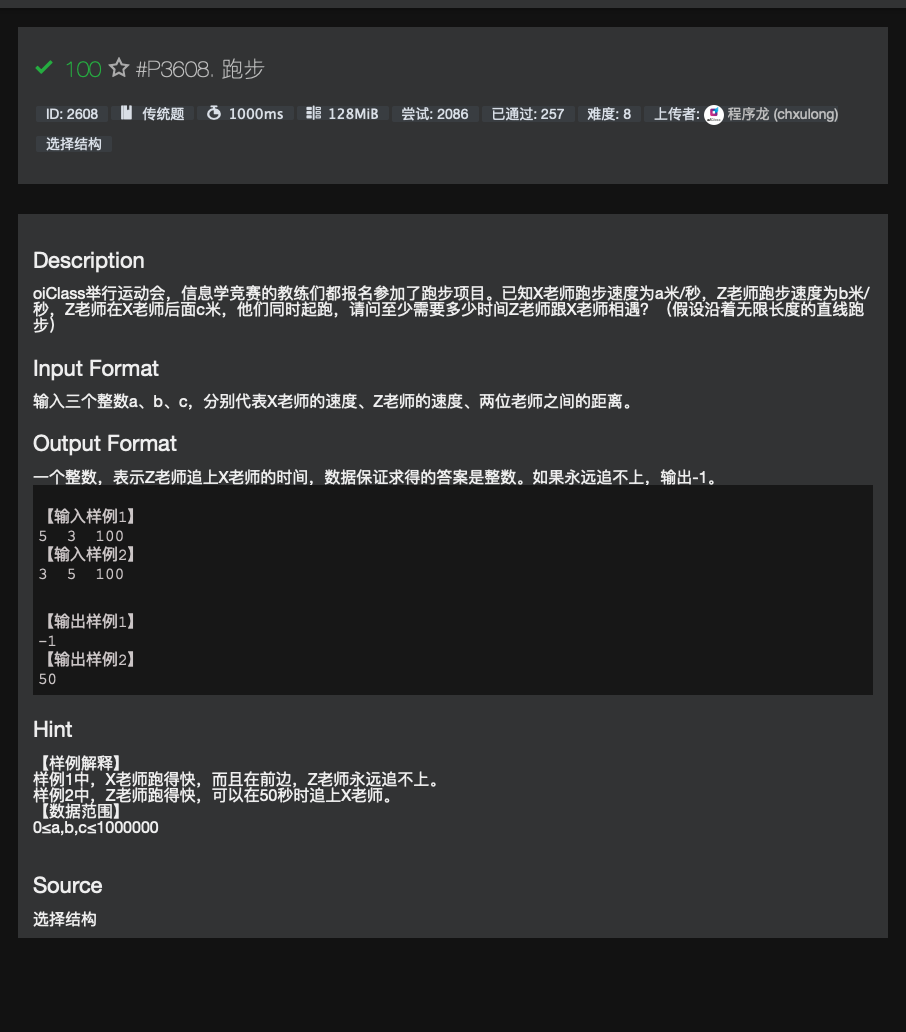 100 #P3608. 跑步
ID: 2608 传统题 1000ms 128MiB 尝试: 2086 已通过: 257 难度: 8 上传者: 程序龙 (chxulong)
选择结构
Description
oiClass举行运动会，信息学竞赛的教练们都报名参加了跑步项目。已知X老师跑步速度为a米/秒，Z老师跑步速度为b米/
秒，Z老师在X老师后面c米，他们同时起跑，请问至少需要多少时间Z老师跟X老师相遇？（假设沿着无限长度的直线跑
步）
Input Format
输入三个整数a、b、c，分别代表X老师的速度、Z老师的速度、两位老师之间的距离。
Output Format
一个整数，表示Z老师追上X老师的时间，数据保证求得的答案是整数。如果永远追不上，输出-1。
【输入样例1】
5 3 100
【输入样例2】
3 5 100
【输出样例1】
-1
【输出样例2】
50
Hint
【样例解释】
样例1中，X老师跑得快，而且在前边，Z老师永远追不上。
样例2中，Z老师跑得快，可以在50秒时追上X老师。
【数据范围】
0≤a,b,c≤1000000
Source
选择结构